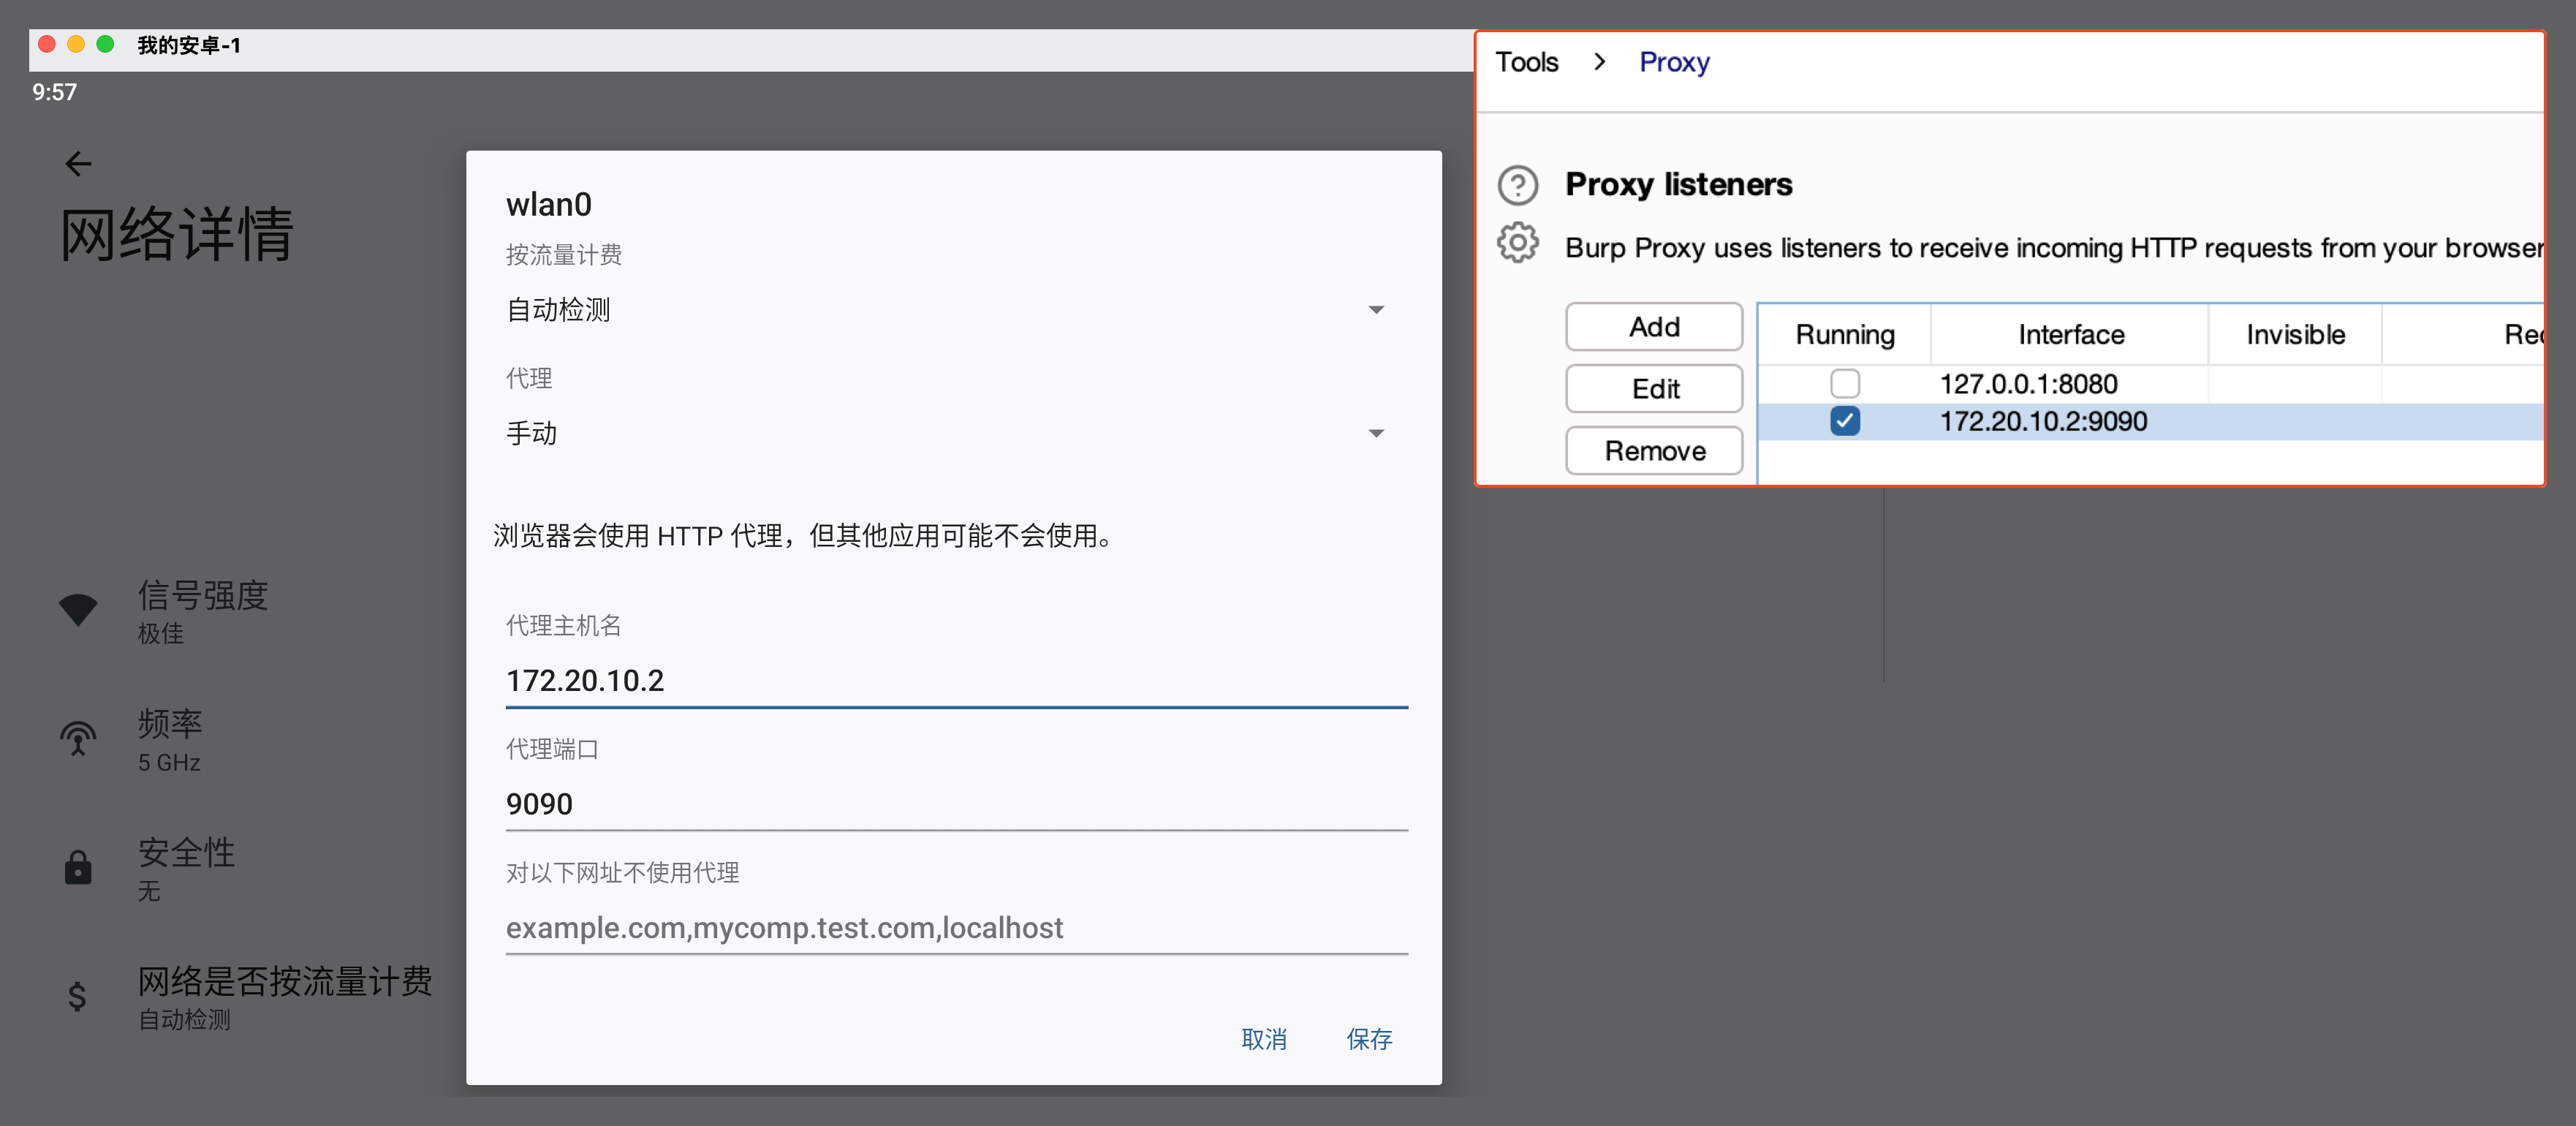 我的安卓-1
9:57
网络详情
信号强度
极佳
频率
5 GHz
安全性
无
网络是否按流量计费
自动检测
wlan0
按流量计费
自动检测
代理
手动
浏览器会使用 HTTP 代理，但其他应用可能不会使用。
代理主机名
172.20.10.2
代理端口
9090
对以下网址不使用代理
example.com,mycomp.test.com,localhost
取消 保存
Tools > Proxy
Proxy listeners
Burp Proxy uses listeners to receive incoming HTTP requests from your browser
Add
Edit
Remove
Running Interface Invisible
127.0.0.1:8080
172.20.10.2:9090